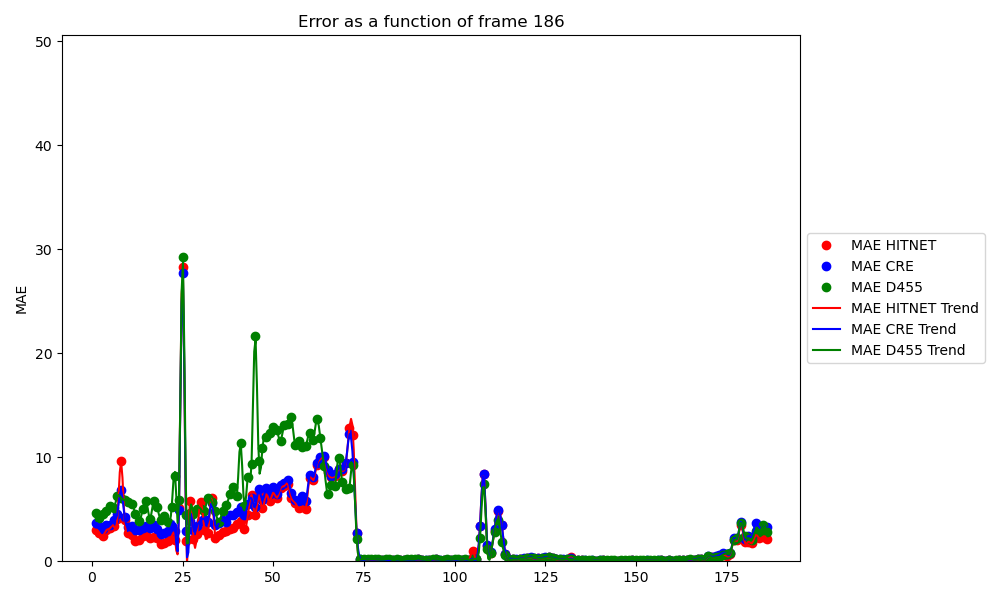 Error as a function of frame 186
MAE
50
40
30
20
10
0
0 25 50 75 100 125 150 175
MAE HITNET
MAE CRE
MAE D455
MAE HITNET Trend
MAE CRE Trend
MAE D455 Trend